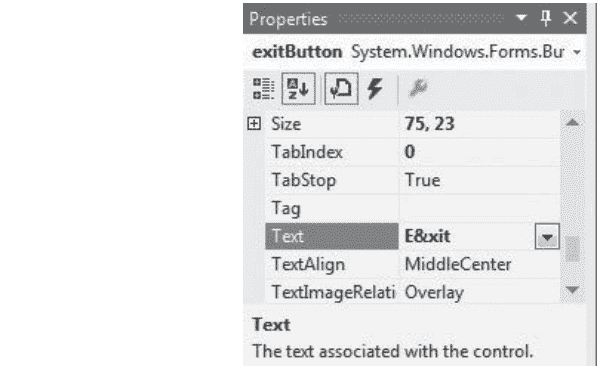 Properties
exitButton System.Windows.Forms.Bu
Size 75, 23
TabIndex 0
TabStop True
Tag
Text E&xit
TextAlign MiddleCenter
TextImageRelati Overlay
Text
The text associated with the control.